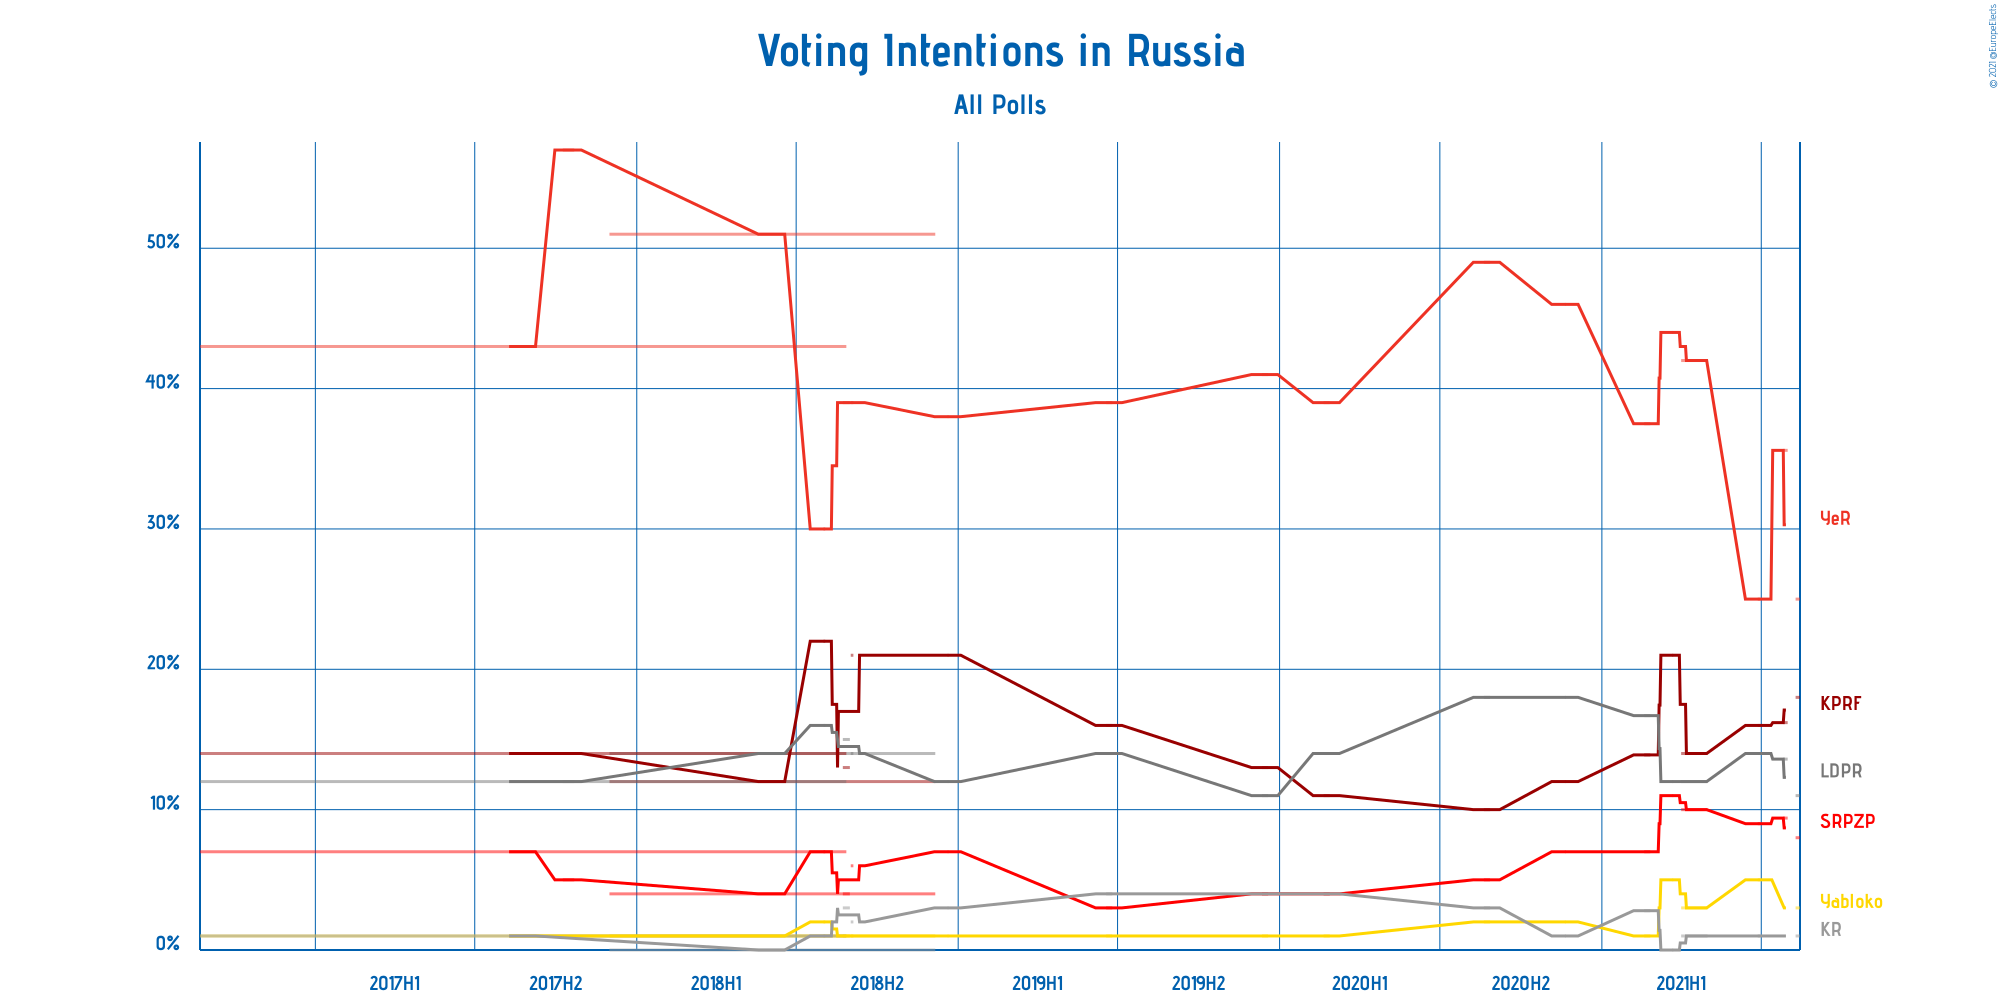 Voting Intentions in Russia
© 2021 @EuropeElects
All Polls
50%
40%
30%
20%
10%
0%
YeR
KPRF
LDPR
SRPZP
Yabloko
KR
2017H1 2017H2 2018H1 2018H2 2019H1 2019H2 2020H1 2020H2 2021H1